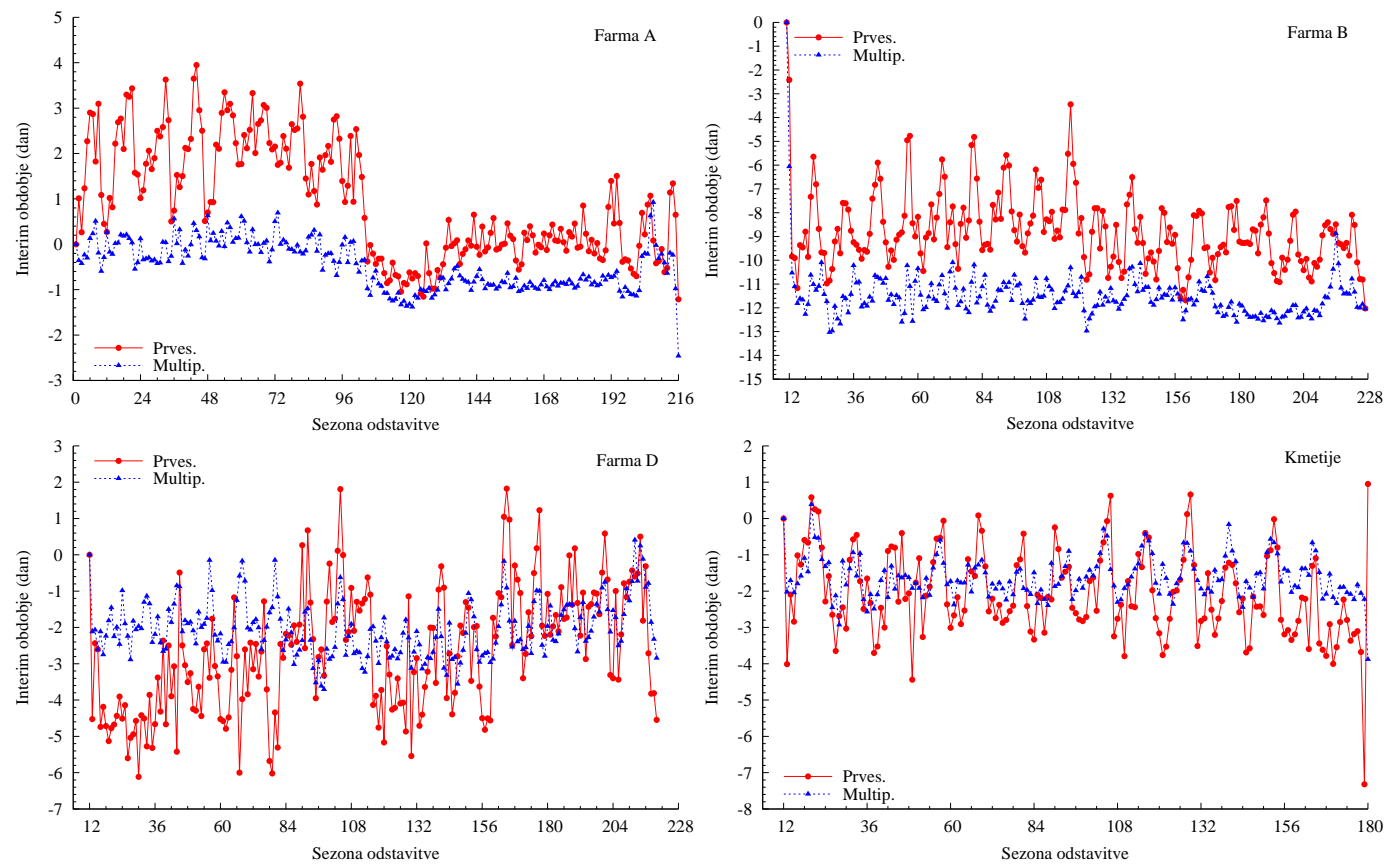 Farma A
Interim obdobje (dan)
5
4
3
2
1
0
-1
-2
-3
Prves.
Multip.
0 24 48 72 96 120 144 168 192 216
Sezona odstavitve
Farma B
Interim obdobje (dan)
Prves.
Multip.
0
-1
-2
-3
-4
-5
-6
-7
-8
-9
-10
-11
-12
-13
-14
-15
12 36 60 84 108 132 156 180 204 228
Sezona odstavitve
Farma D
Interim obdobje (dan)
Prves.
Multip.
3
2
1
0
-1
-2
-3
-4
-5
-6
-7
12 36 60 84 108 132 156 180 204 228
Sezona odstavitve
Kmetije
Interim obdobje (dan)
2
1
0
-1
-2
-3
-4
-5
-6
-7
-8
Prves.
Multip.
12 36 60 84 108 132 156 180
Sezona odstavitve